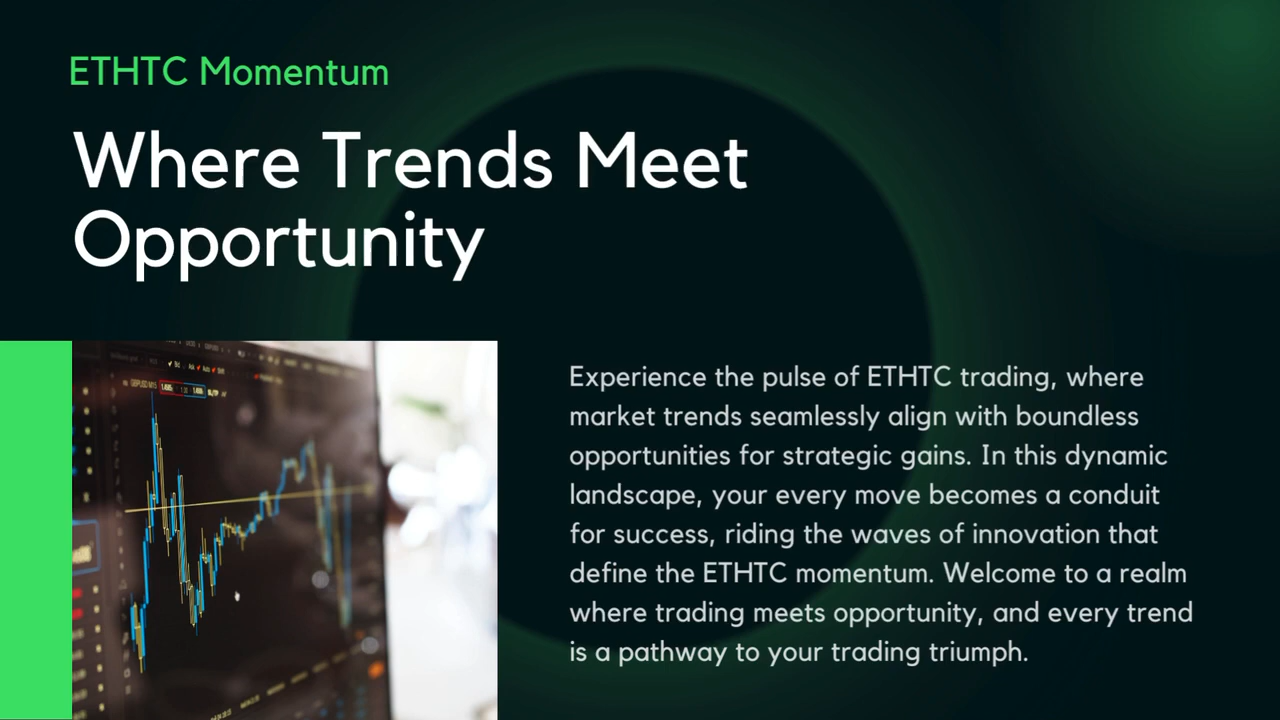 ETHTC Momentum
Where Trends Meet
Opportunity
GBPUSD M15
Experience the pulse of ETHTC trading, where
market trends seamlessly align with boundless
opportunities for strategic gains. In this dynamic
landscape, your every move becomes a conduit
for success, riding the waves of innovation that
define the ETHTC momentum. Welcome to a realm
where trading meets opportunity, and every trend
is a pathway to your trading triumph.